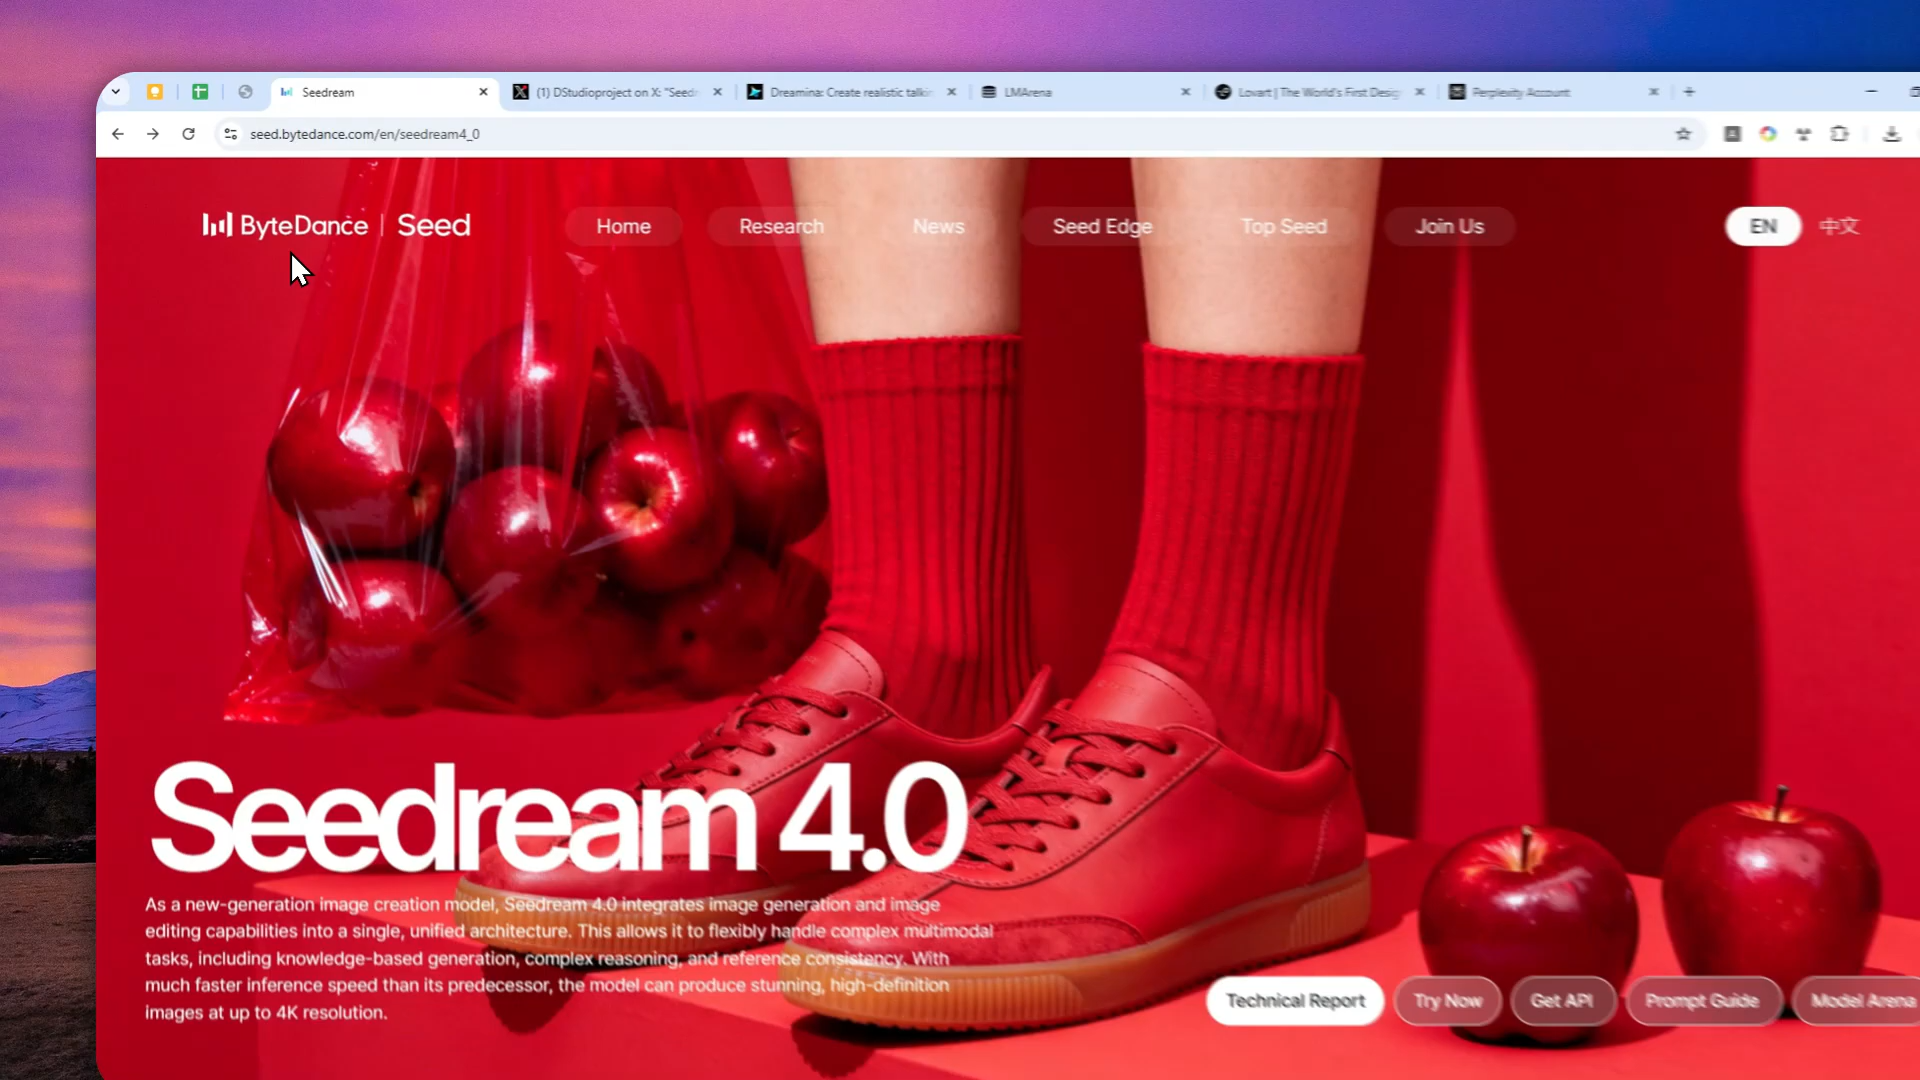 Seedream
(1) DStudioproject on X: "Seed
Dreamina: Create realistic talkin
LMArena
Lovart | The World's First Desig
Perplexity Account
seed.bytedance.com/en/seedream4_0
ByteDance | Seed
Home
Research
News
Seed Edge
Top Seed
Join Us
EN
中文
Seedream 4.0
As a new-generation image creation model, Seedream 4.0 integrates image generation and image
editing capabilities into a single, unified architecture. This allows it to flexibly handle complex multimodal
tasks, including knowledge-based generation, complex reasoning, and reference consistency. With
much faster inference speed than its predecessor, the model can produce stunning, high-definition
images at up to 4K resolution.
Technical Report
Try Now
Get API
Prompt Guide
Model Arena